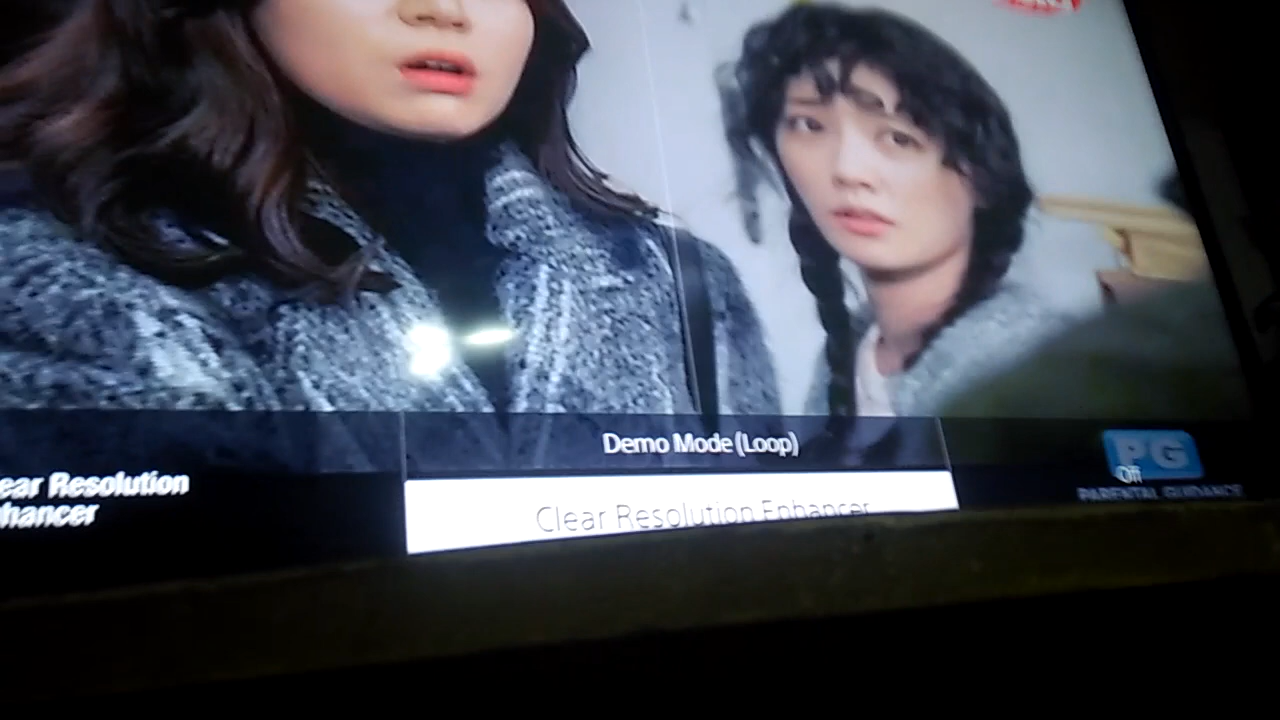 Demo Mode (Loop)
ear Resolution
hancer
Clear Resolution Enhancer
PG
Off
PARENTAL GUIDANCE